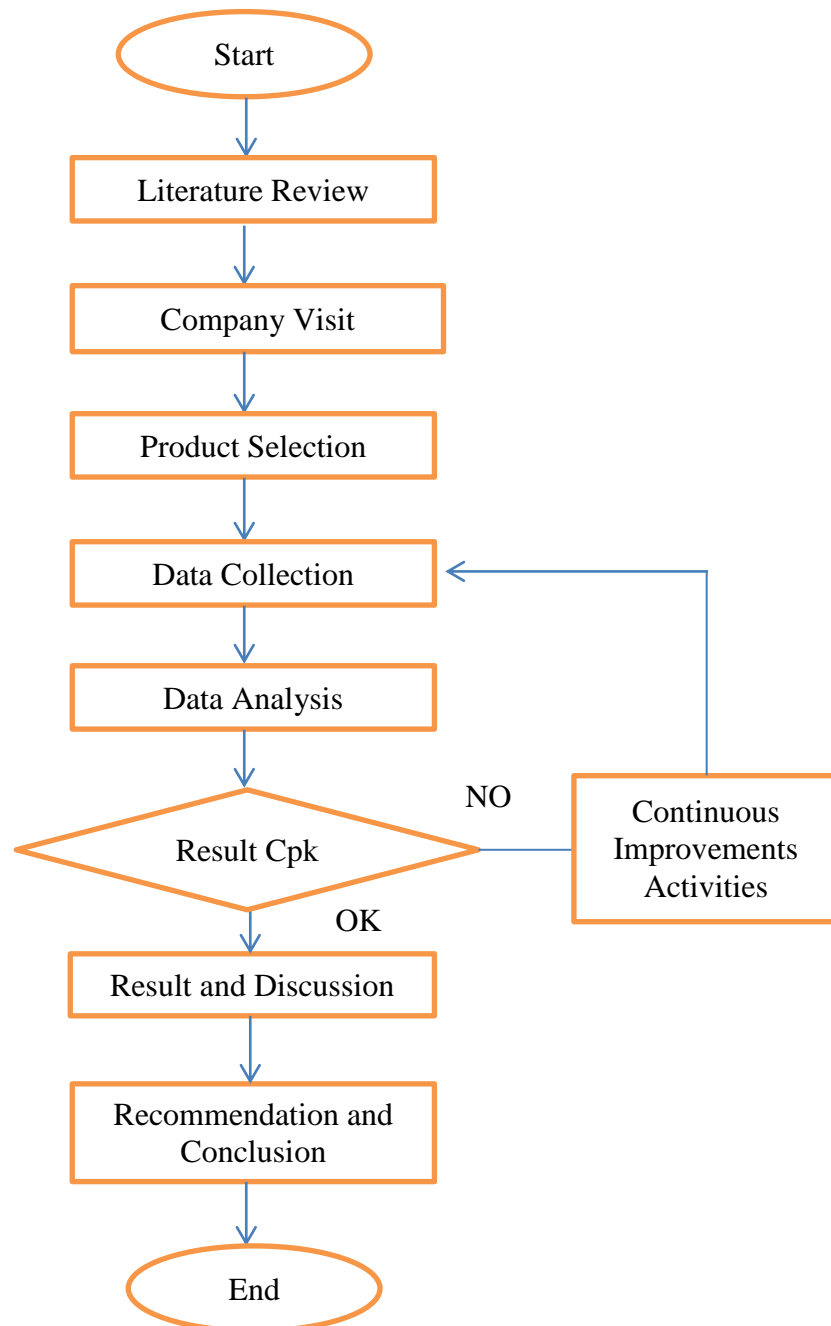 Start
Literature Review
Company Visit
Product Selection
Data Collection
Data Analysis
NO
Result Cpk
Continuous
Improvements
Activities
OK
Result and Discussion
Recommendation and
Conclusion
End